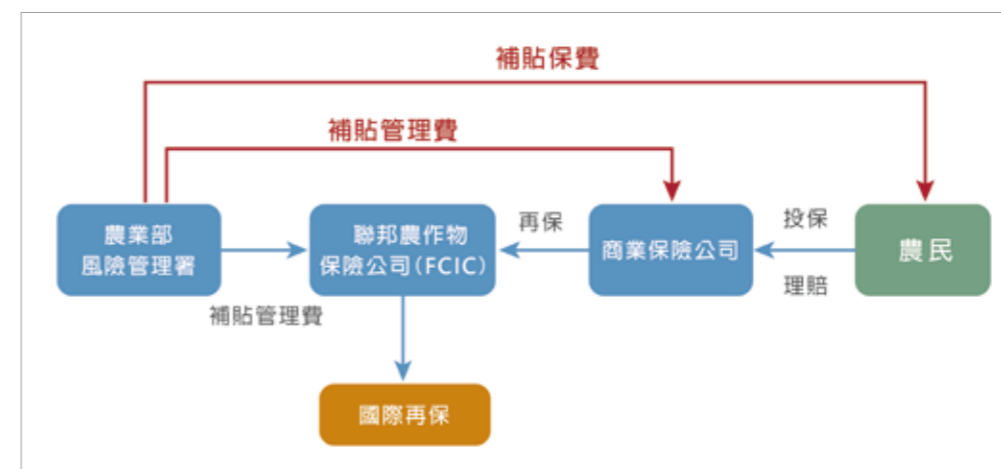 補貼保費
補貼管理費
農業部
風險管理署
聯邦農作物
保險公司(FCIC)
再保
商業保險公司
投保
理賠
農民
補貼管理費
國際再保